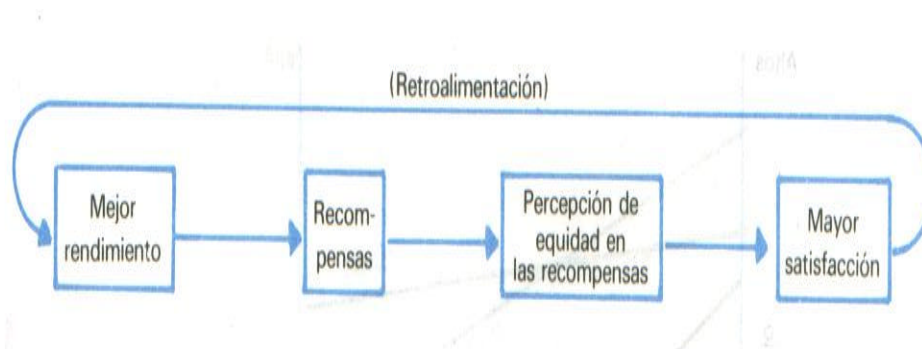 (Retroalimentación)
Mejor
rendimiento
Recom-
pensas
Percepción de
equidad en
las recompensas
Mayor
satisfacción